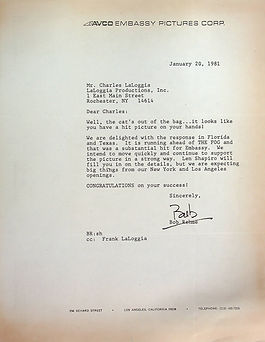 AVCO EMBASSY PICTURES CORP.
January 20, 1981
Mr. Charles LaLoggia
LaLoggia Productions, Inc.
1 East Main Street
Rochester, NY 14614
Dear Charles:
Well, the cat's out of the bag...it looks like
you have a hit picture on your hands!
We are delighted with the response in Florida
and Texas. It is running ahead of THE FOG and
that was a substantial hit for Embassy. We
intend to move quickly and continue to support
the picture in a strong way. Len Shapiro will
fill you in on the details, but we are expecting
big things from our New York and Los Angeles
openings.
CONGRATULATIONS on your success!
Sincerely,
Bob
Bob Rehme
BR:sh
cc: Frank LaLoggia
LOS ANGELES, CALIFORNIA
TELEPHONE: